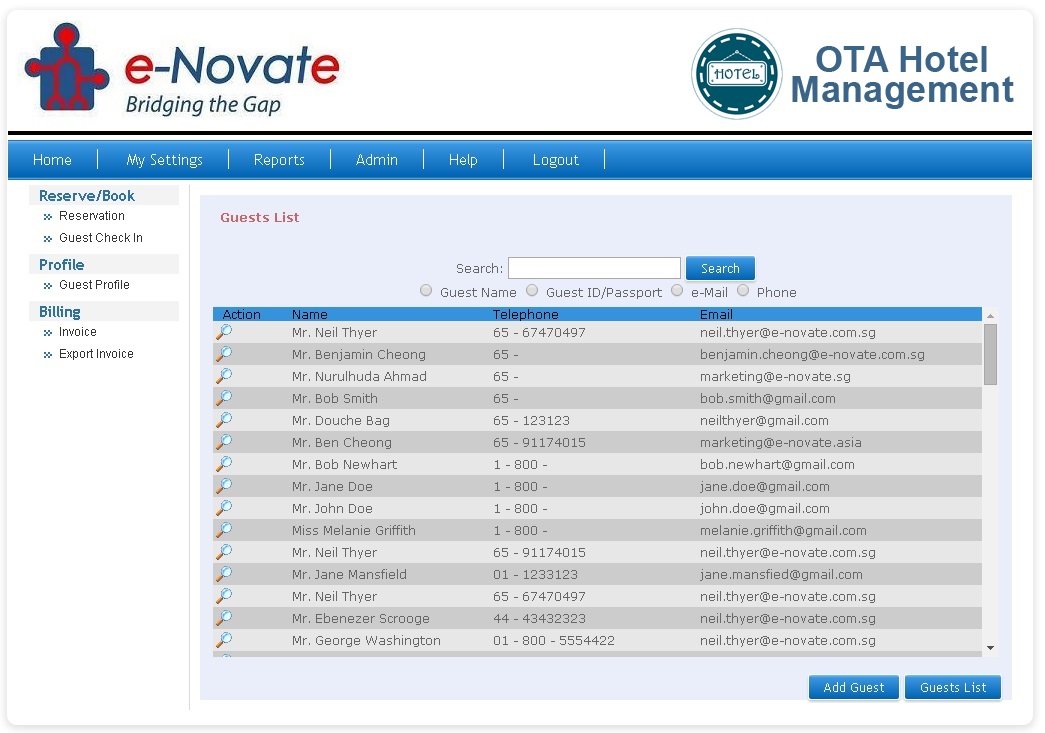 e-Novate
Bridging the Gap
HOTEL
OTA Hotel
Management
Home My Settings Reports Admin Help Logout
Reserve/Book
Reservation
Guest Check In
Profile
Guest Profile
Billing
Invoice
Export Invoice
Guests List
Search: Search
Guest Name Guest ID/Passport e-Mail Phone
Action Name Telephone Email
Mr. Neil Thyer 65 - 67470497 neil.thyer@e-novate.com.sg
Mr. Benjamin Cheong 65 - benjamin.cheong@e-novate.com.sg
Mr. Nurulhuda Ahmad 65 - marketing@e-novate.sg
Mr. Bob Smith 65 - bob.smith@gmail.com
Mr. Douche Bag 65 - 123123 neilthyer@gmail.com
Mr. Ben Cheong 65 - 91174015 marketing@e-novate.asia
Mr. Bob Newhart 1 - 800 - bob.newhart@gmail.com
Mr. Jane Doe 1 - 800 - jane.doe@gmail.com
Mr. John Doe 1 - 800 - john.doe@gmail.com
Miss Melanie Griffith 1 - 800 - melanie.griffith@gmail.com
Mr. Neil Thyer 65 - 91174015 neil.thyer@e-novate.com.sg
Mr. Jane Mansfield 01 - 1233123 jane.mansfied@gmail.com
Mr. Neil Thyer 65 - 67470497 neil.thyer@e-novate.com.sg
Mr. Ebenezer Scrooge 44 - 43432323 neil.thyer@e-novate.com.sg
Mr. George Washington 01 - 800 - 5554422 neil.thyer@e-novate.com.sg
Add Guest Guests List